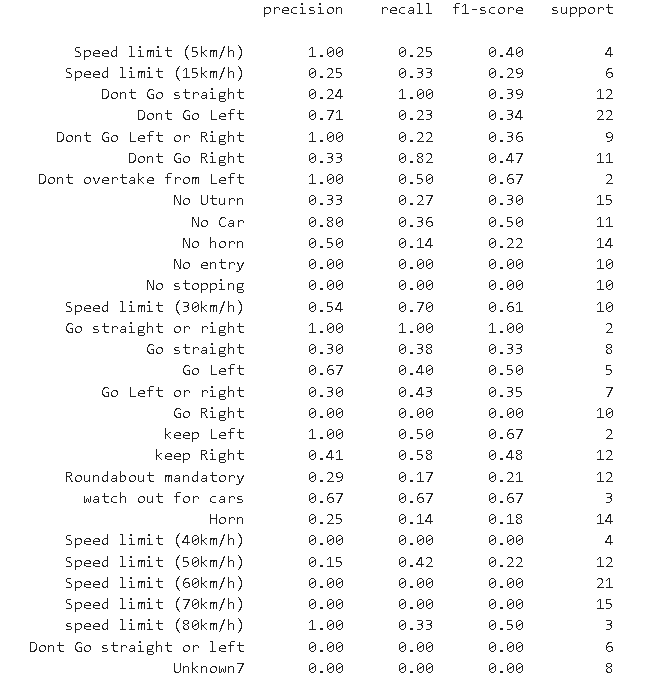 precision recall f1-score support
Speed limit (5km/h) 1.00 0.25 0.40 4
Speed limit (15km/h) 0.25 0.33 0.29 6
Dont Go straight 0.24 1.00 0.39 12
Dont Go Left 0.71 0.23 0.34 22
Dont Go Left or Right 1.00 0.22 0.36 9
Dont Go Right 0.33 0.82 0.47 11
Dont overtake from Left 1.00 0.50 0.67 2
No Uturn 0.33 0.27 0.30 15
No Car 0.80 0.36 0.50 11
No horn 0.50 0.14 0.22 14
No entry 0.00 0.00 0.00 10
No stopping 0.00 0.00 0.00 10
Speed limit (30km/h) 0.54 0.70 0.61 10
Go straight or right 1.00 1.00 1.00 2
Go straight 0.30 0.38 0.33 8
Go Left 0.67 0.40 0.50 5
Go Left or right 0.30 0.43 0.35 7
Go Right 0.00 0.00 0.00 10
keep Left 1.00 0.50 0.67 2
keep Right 0.41 0.58 0.48 12
Roundabout mandatory 0.29 0.17 0.21 12
watch out for cars 0.67 0.67 0.67 3
Horn 0.25 0.14 0.18 14
Speed limit (40km/h) 0.00 0.00 0.00 4
Speed limit (50km/h) 0.15 0.42 0.22 12
Speed limit (60km/h) 0.00 0.00 0.00 21
Speed limit (70km/h) 0.00 0.00 0.00 15
speed limit (80km/h) 1.00 0.33 0.50 3
Dont Go straight or left 0.00 0.00 0.00 6
Unknown7 0.00 0.00 0.00 8